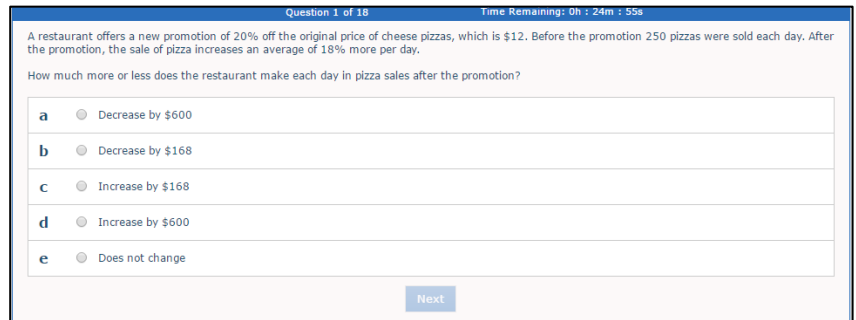 Question 1 of 18
Time Remaining: 0h : 24m : 55s
A restaurant offers a new promotion of 20% off the original price of cheese pizzas, which is $12. Before the promotion 250 pizzas were sold each day. After
the promotion, the sale of pizza increases an average of 18% more per day.
How much more or less does the restaurant make each day in pizza sales after the promotion?
a Decrease by $600
b Decrease by $168
c Increase by $168
d Increase by $600
e Does not change
Next